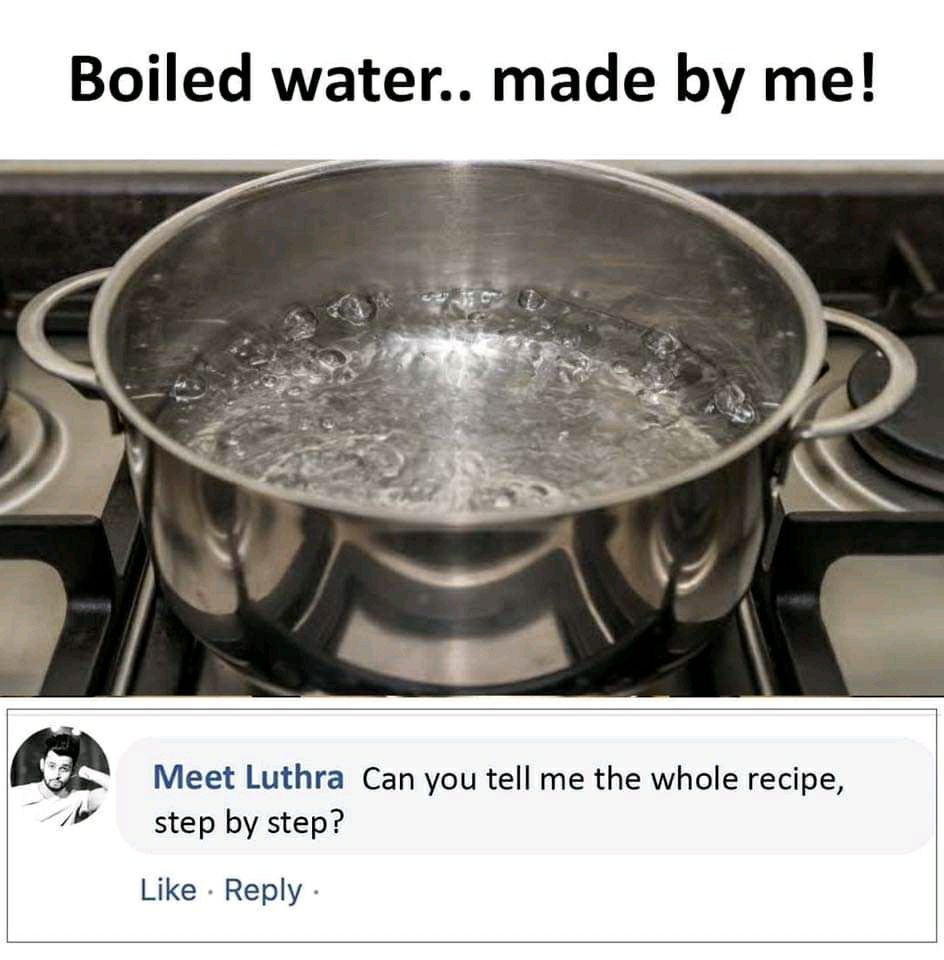 Boiled water.. made by me!
Meet Luthra Can you tell me the whole recipe,
step by step?
Like · Reply ·